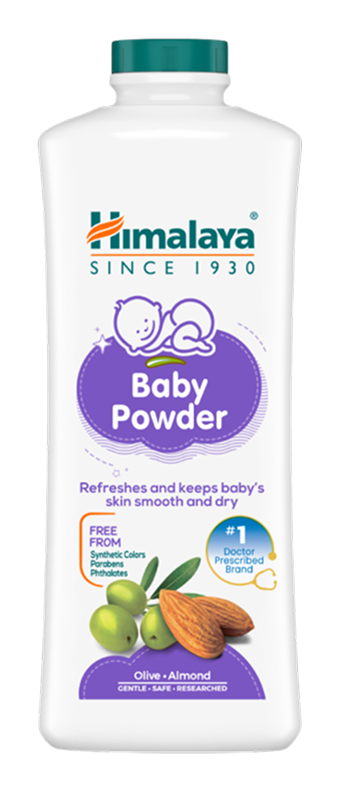 Himalaya®
SINCE 1930
Baby
Powder
Refreshes and keeps baby's
skin smooth and dry
FREE
FROM
Synthetic Colors
Parabens
Phthalates
#1
Doctor
Prescribed
Brand
Olive • Almond
GENTLE • SAFE • RESEARCHED